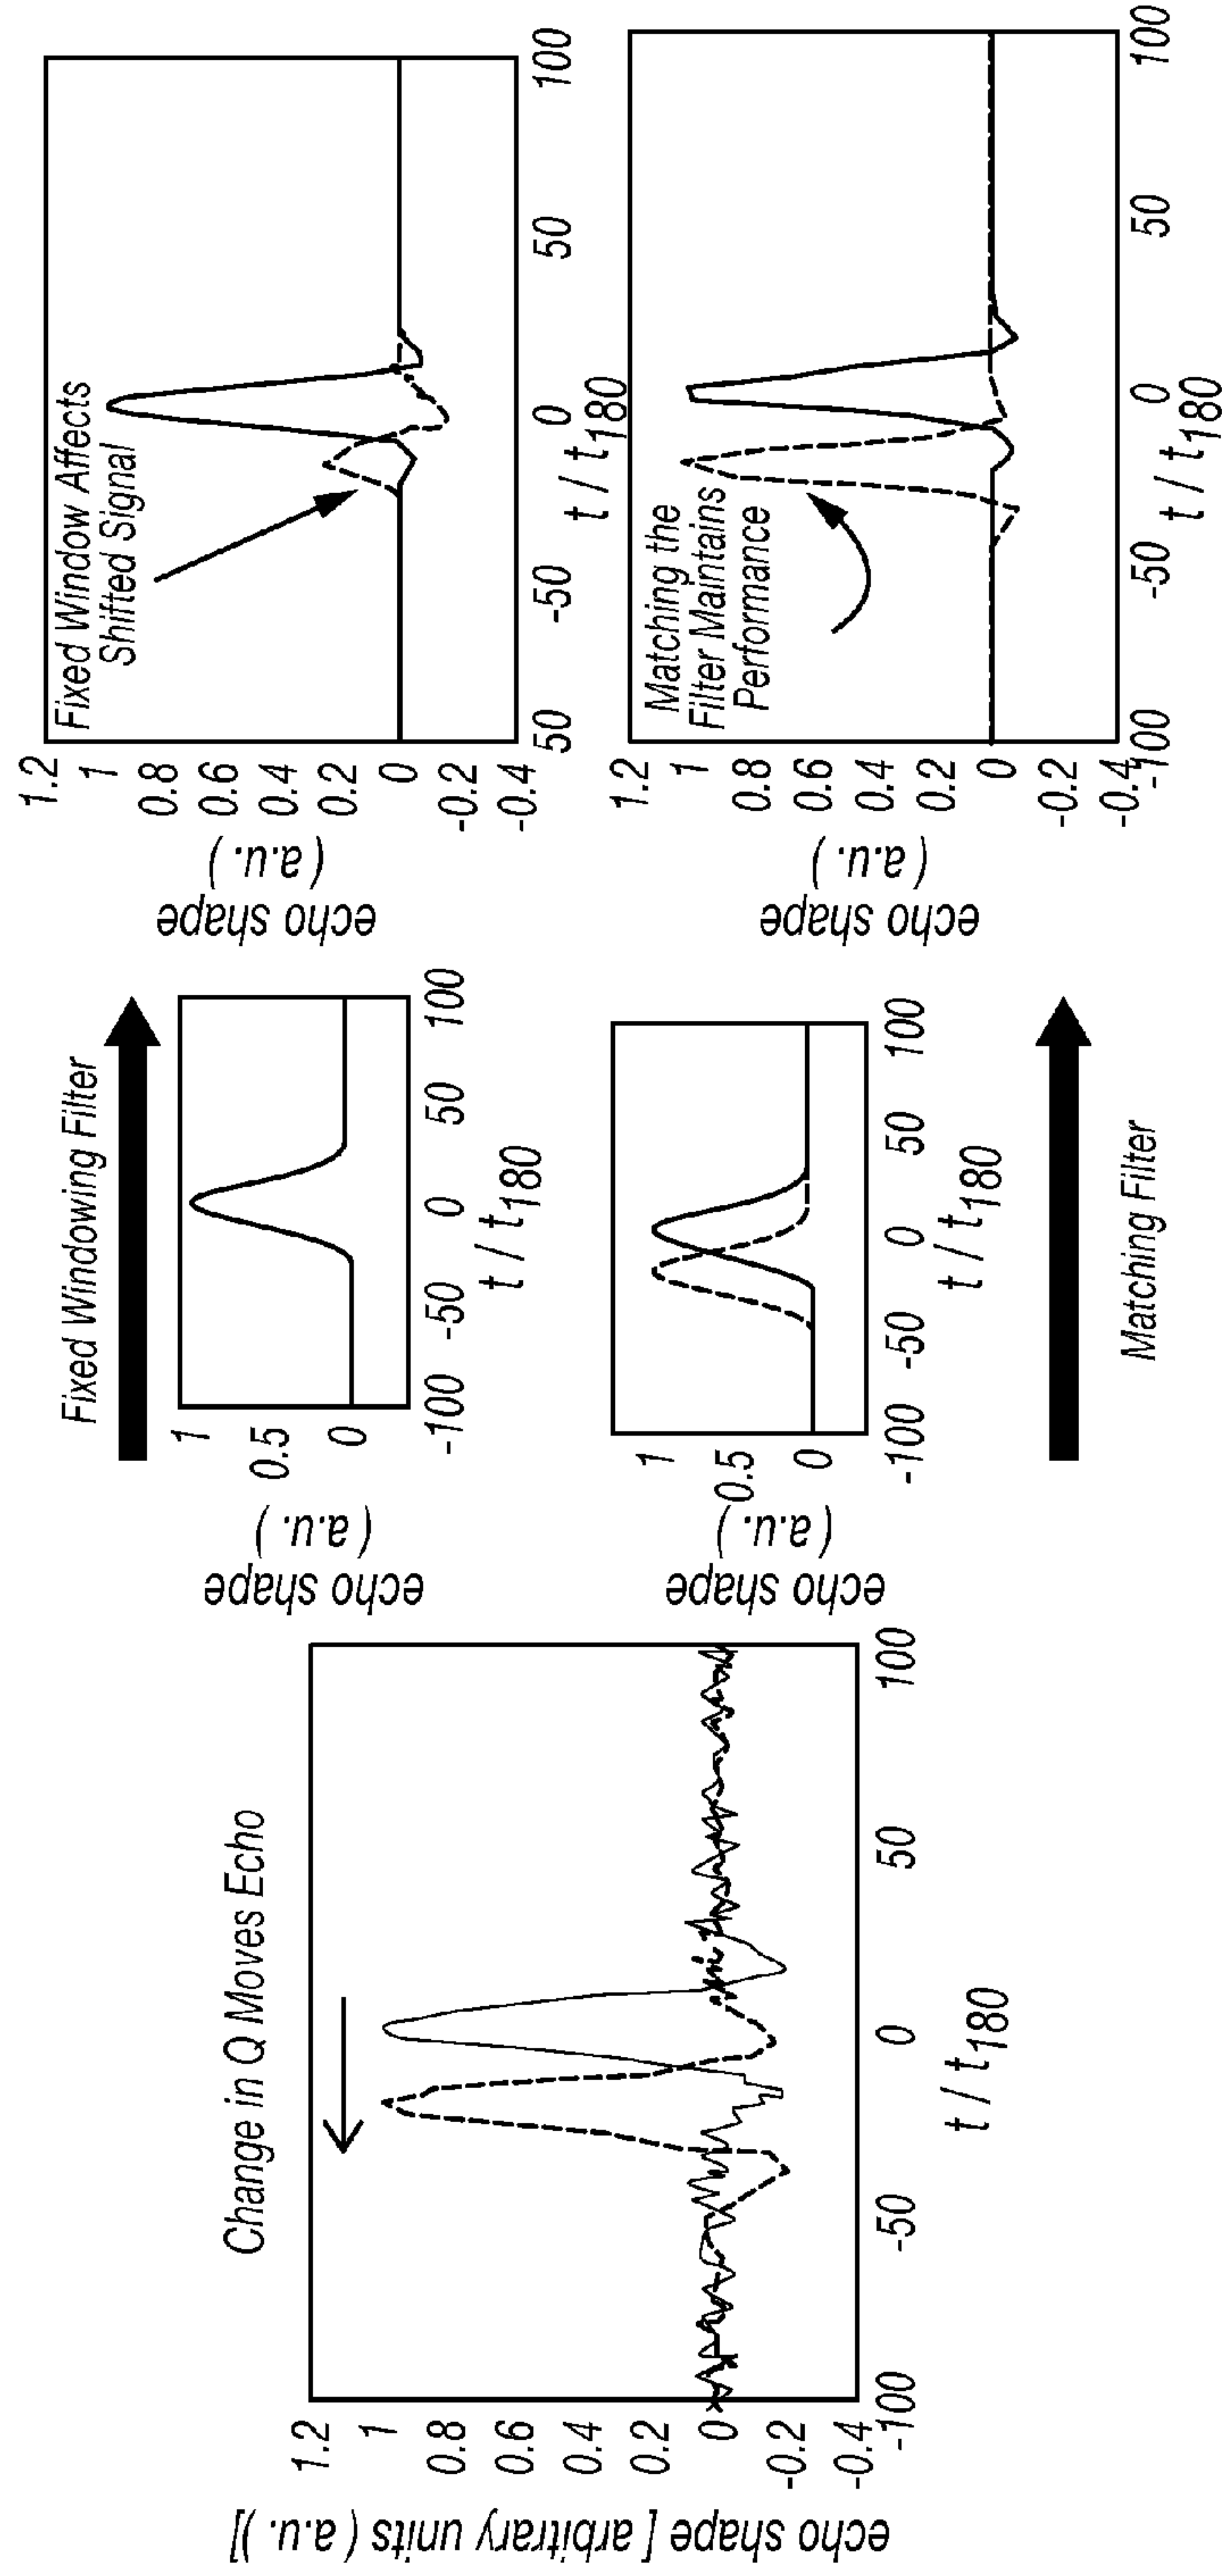 Change in Q Moves Echo
echo shape [ arbitrary units ( a.u. )]
1.2
1
0.8
0.6
0.4
0.2
0
-0.2
-0.4
-100
-50
0
50
100
t / t180
Fixed Windowing Filter
echo shape
( a.u. )
1
0.5
0
-100
-50
0
50
100
t / t180
echo shape
( a.u. )
1
0.5
0
-100
-50
0
50
100
t / t180
Matching Filter
echo shape
( a.u. )
1.2
1
0.8
0.6
0.4
0.2
0
-0.2
-0.4
Fixed Window Affects
Shifted Signal
50
-50
0
50
100
t / t180
echo shape
( a.u. )
1.2
1
0.8
0.6
0.4
0.2
0
-0.2
-0.4
Matching the
Filter Maintains
Performance
-100
-50
0
50
100
t / t180